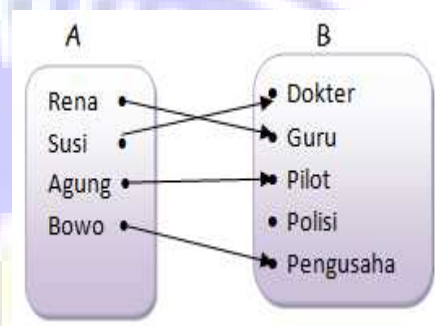 A
B
Rena
Susi
Agung
Bowo
Dokter
Guru
Pilot
Polisi
Pengusaha